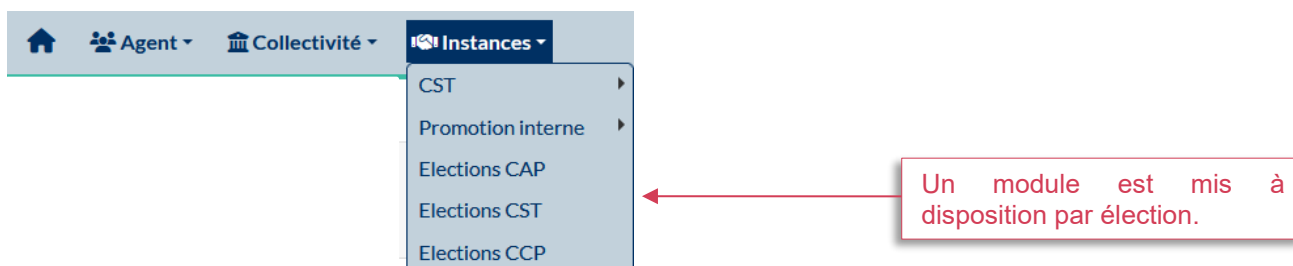 Agent Collectivité Instances
CST
Promotion interne
Elections CAP
Elections CST
Elections CCP
Un module est mis à
disposition par élection.